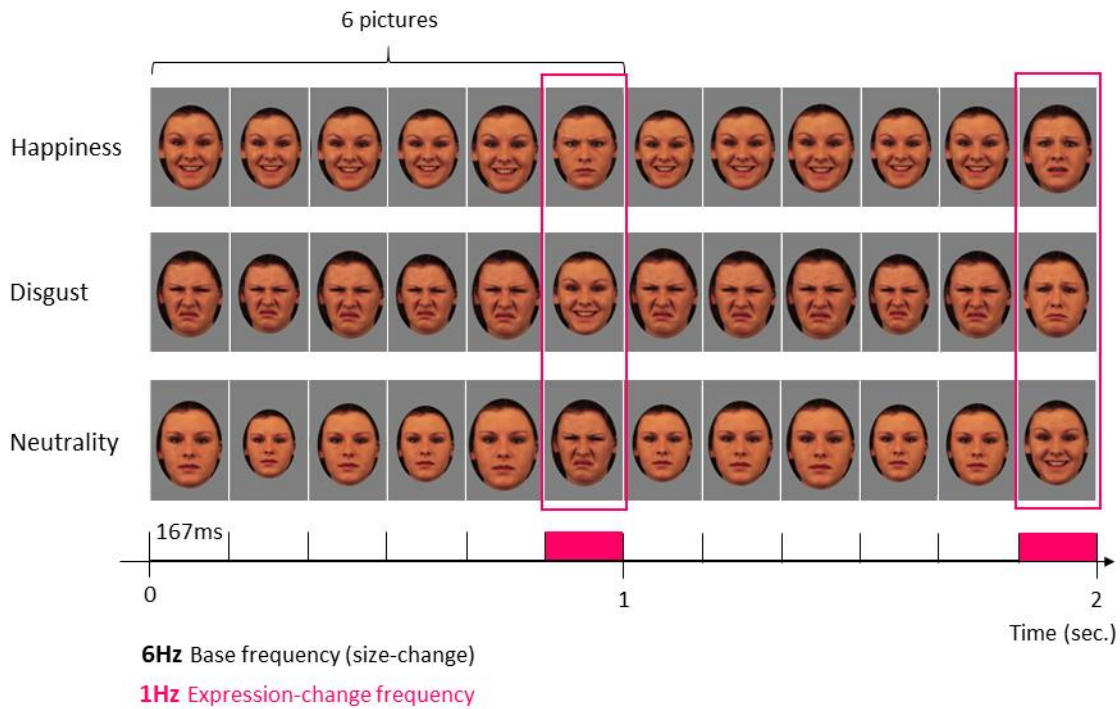 6 pictures
Happiness
Disgust
Neutrality
167ms
0
1
2
Time (sec.)
6Hz Base frequency (size-change)
1Hz Expression-change frequency